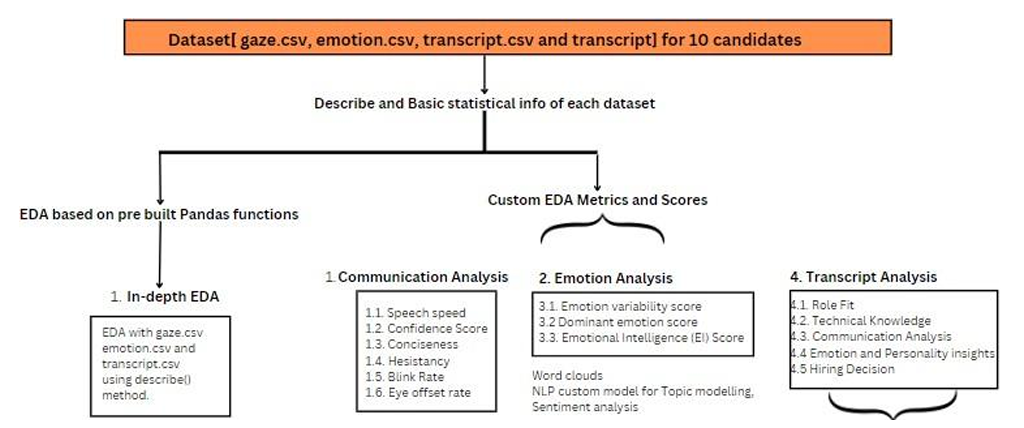 Dataset[ gaze.csv, emotion.csv, transcript.csv and transcript] for 10 candidates
Describe and Basic statistical info of each dataset
EDA based on pre built Pandas functions
Custom EDA Metrics and Scores
1. In-depth EDA
EDA with gaze.csv
emotion.csv and
transcript.csv
using describe()
method.
1. Communication Analysis
1.1. Speech speed
1.2. Confidence Score
1.3. Conciseness
1.4. Hesistancy
1.5. Blink Rate
1.6. Eye offset rate
2. Emotion Analysis
3.1. Emotion variability score
3.2 Dominant emotion score
3.3. Emotional Intelligence (EI) Score
Word clouds
NLP custom model for Topic modelling,
Sentiment analysis
4. Transcript Analysis
4.1. Role Fit
4.2. Technical Knowledge
4.3. Communication Analysis
4.4 Emotion and Personality insights
4.5 Hiring Decision